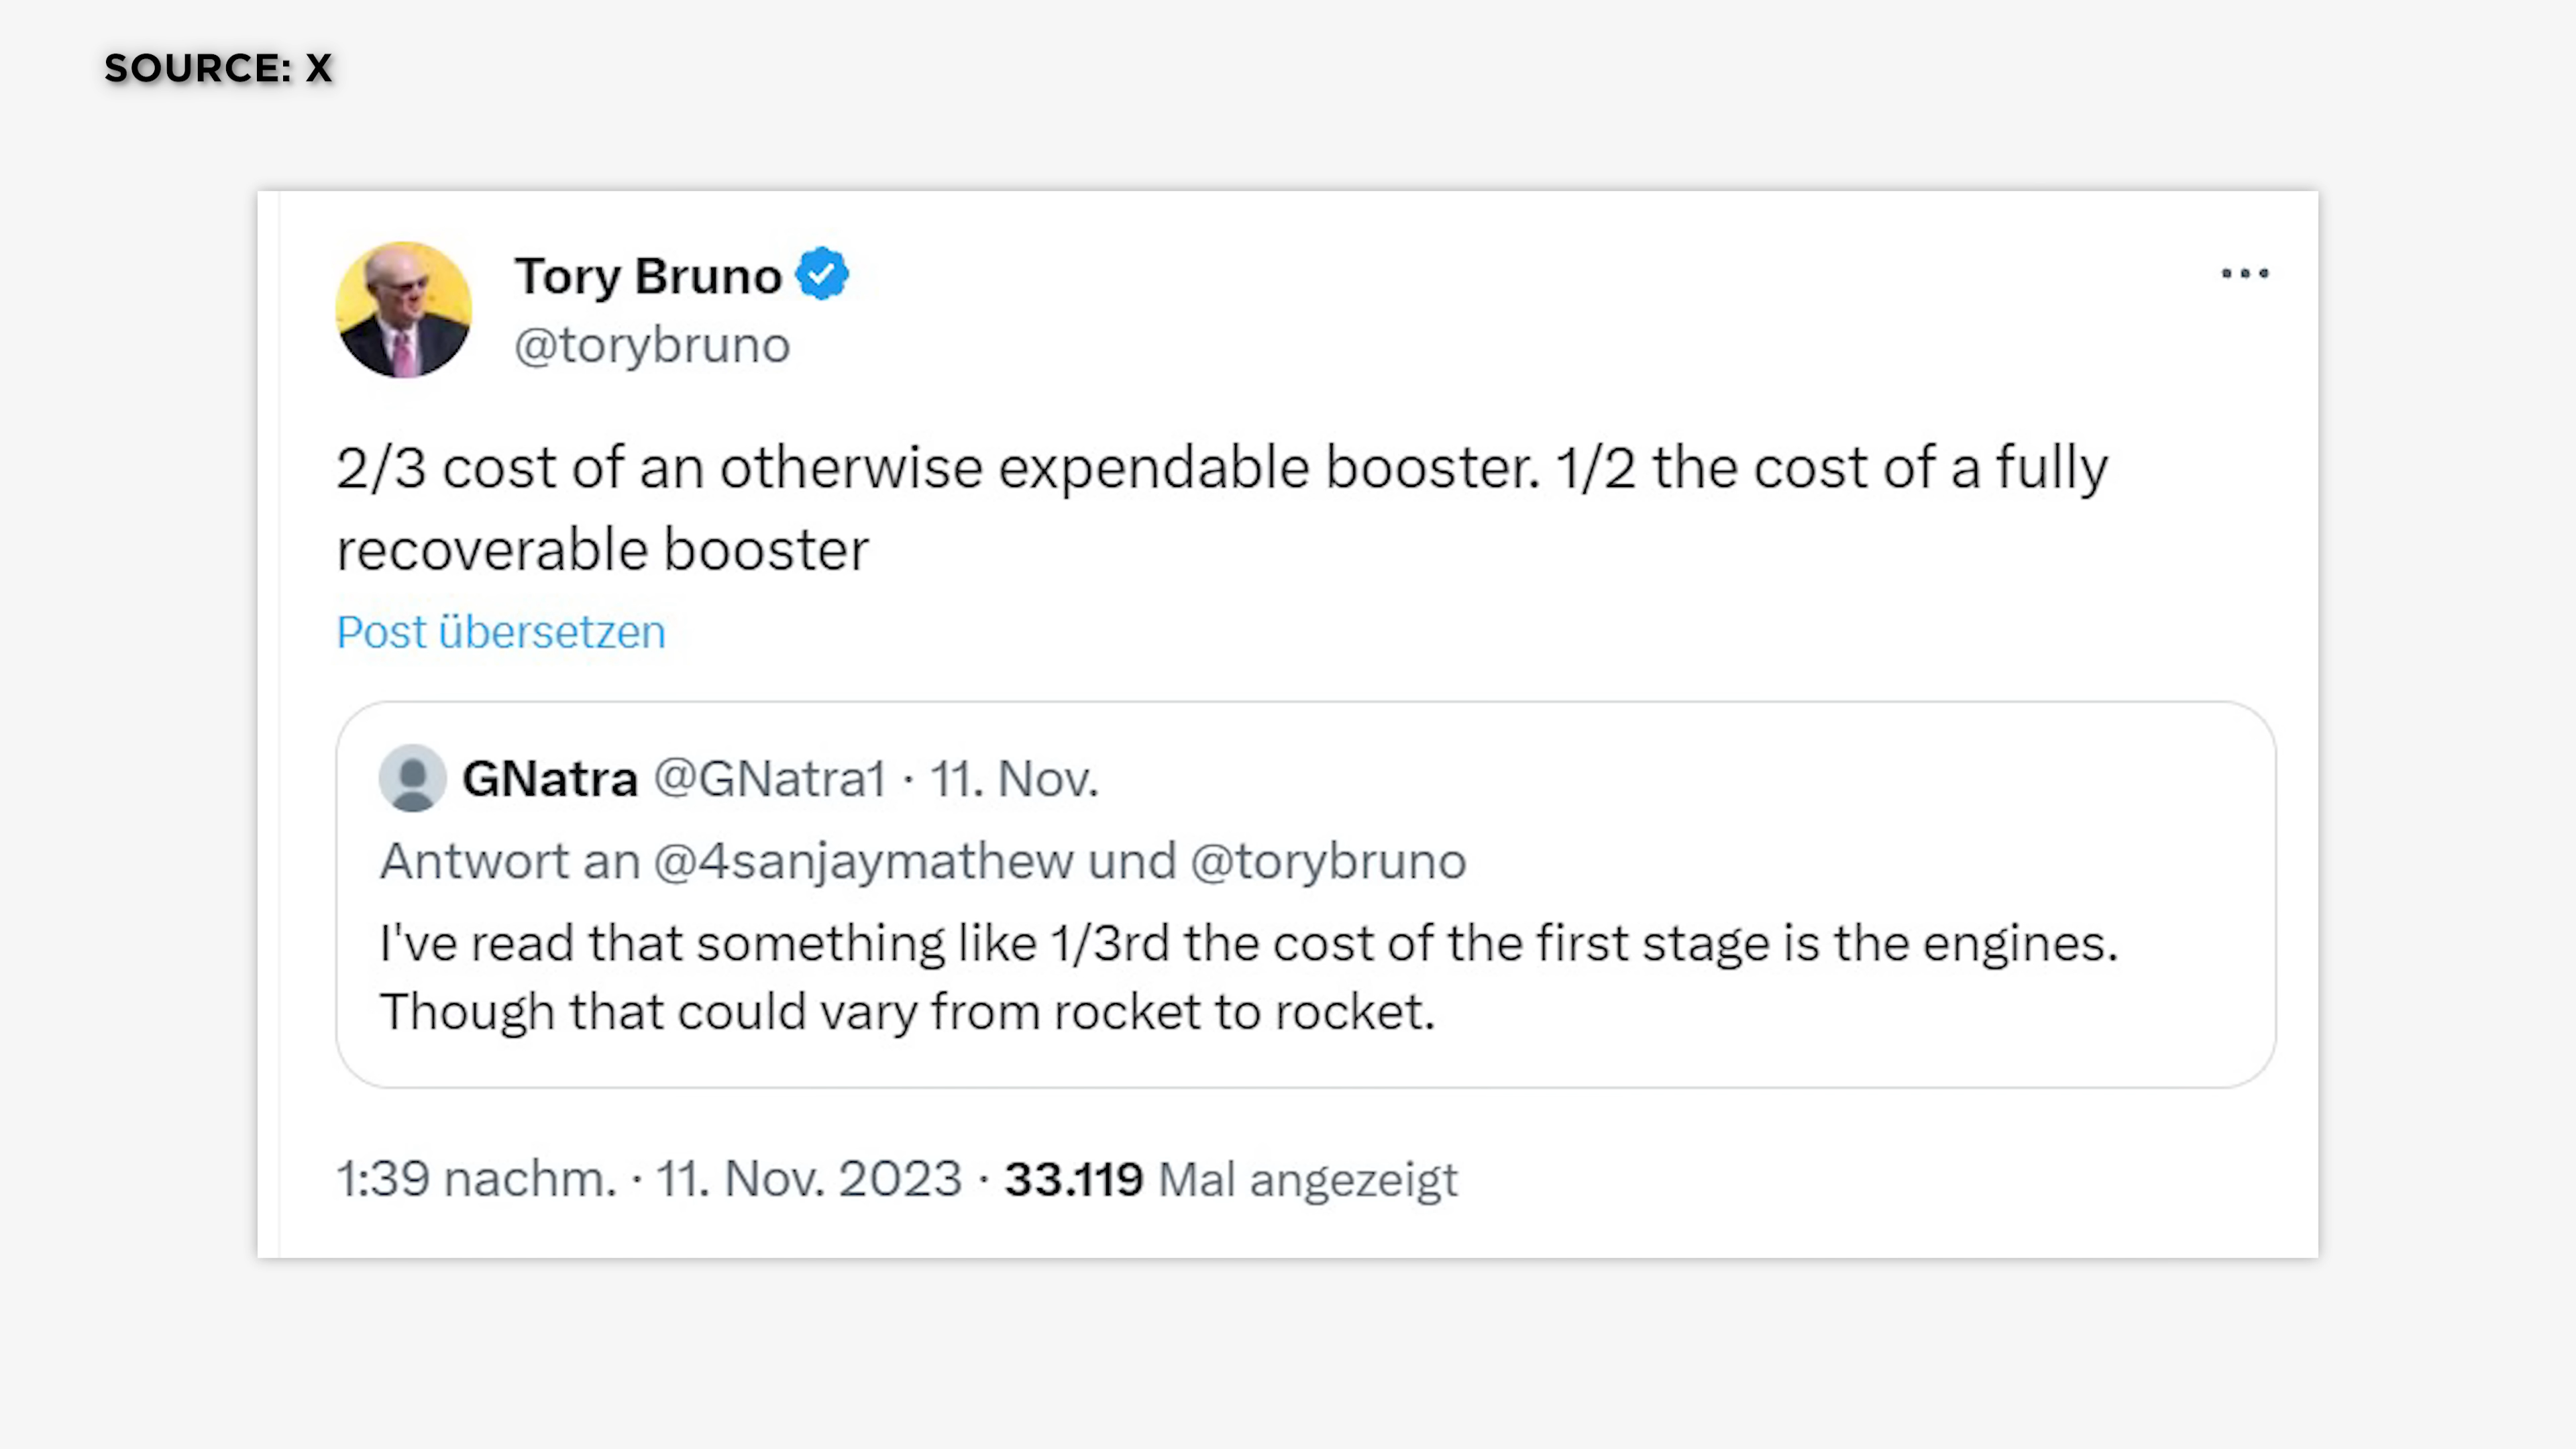 SOURCE: X
Tory Bruno
@torybruno
2/3 cost of an otherwise expendable booster. 1/2 the cost of a fully
recoverable booster
Post übersetzen
GNatra @GNatra1 · 11. Nov.
Antwort an @4sanjaymathew und @torybruno
I've read that something like 1/3rd the cost of the first stage is the engines.
Though that could vary from rocket to rocket.
1:39 nachm. · 11. Nov. 2023 · 33.119 Mal angezeigt